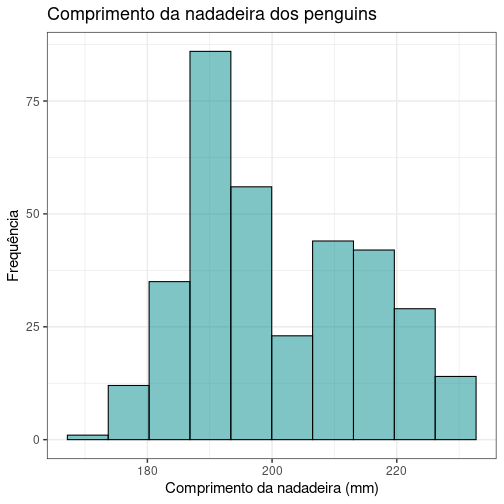 Comprimento da nadadeira dos penguins
Frequência
75
50
25
0
180 200 220
Comprimento da nadadeira (mm)